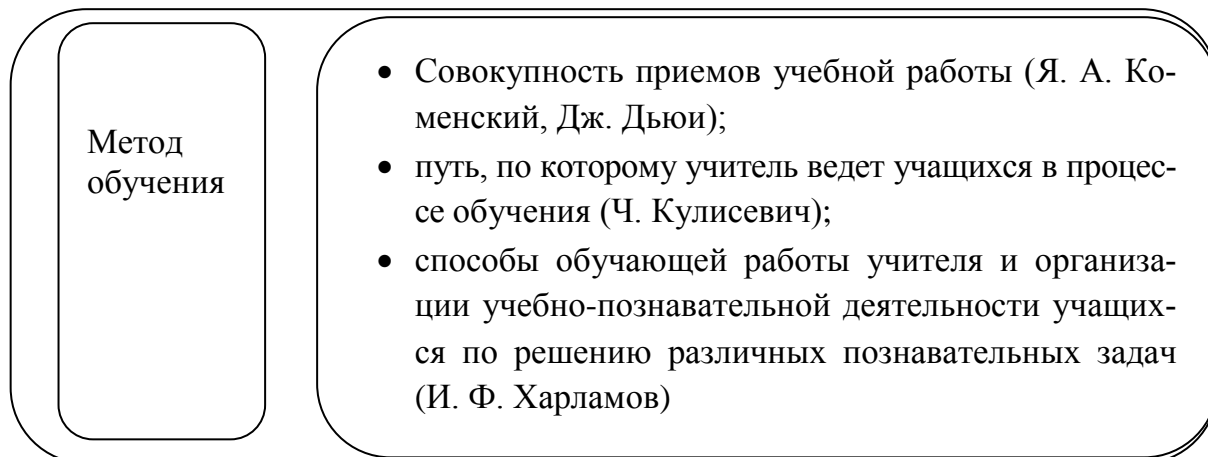 Метод
обучения
• Совокупность приемов учебной работы (Я. А. Ко-
менский, Дж. Дьюи);
• путь, по которому учитель ведет учащихся в процес-
се обучения (Ч. Кулисевич);
• способы обучающей работы учителя и организа-
ции учебно-познавательной деятельности учащих-
ся по решению различных познавательных задач
(И. Ф. Харламов)